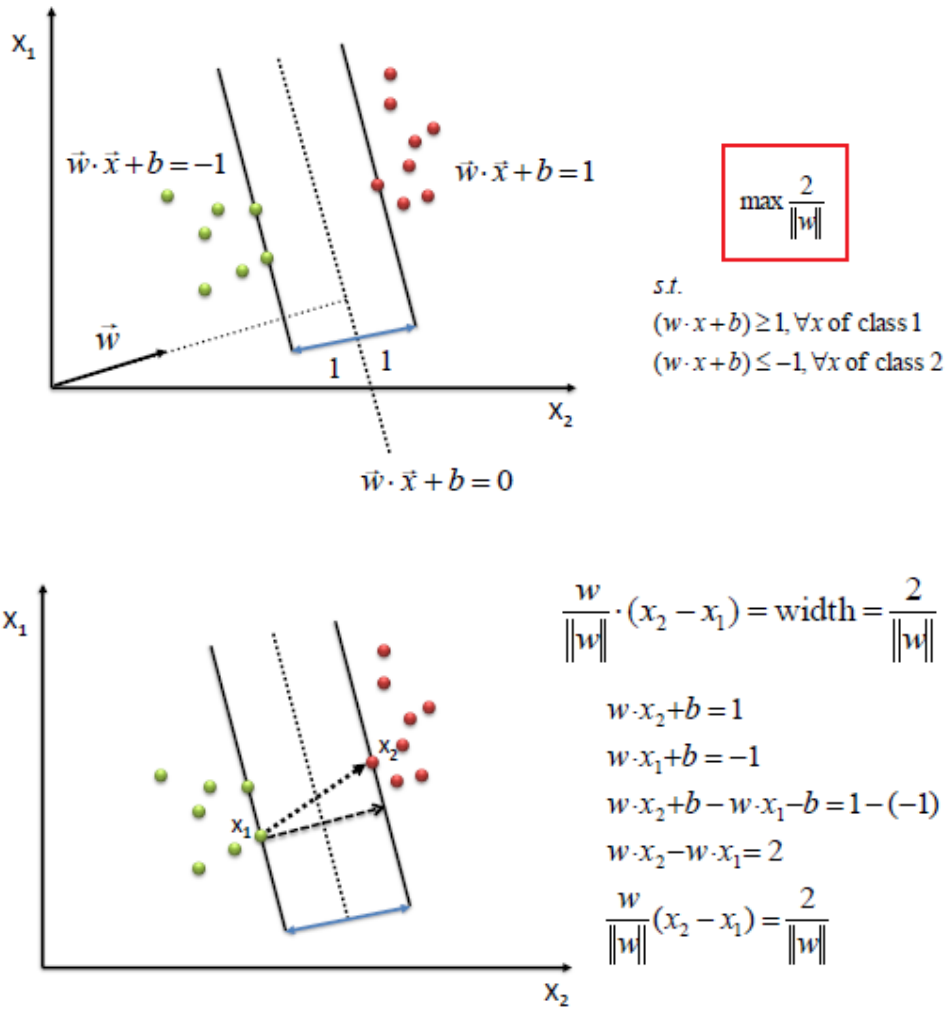 X₁
w⃗·x⃗+b=−1
w⃗·x⃗+b=1
max 2/‖w‖
s.t.
(w·x+b)≥1,∀x of class 1
(w·x+b)≤−1,∀x of class 2
w⃗
1 1
X₂
w⃗·x⃗+b=0
X₁
w/‖w‖·(x₂−x₁)=width=2/‖w‖
w·x₂+b=1
x₂
w·x₁+b=−1
w·x₂+b−w·x₁−b=1−(−1)
x₁
w·x₂−w·x₁=2
w/‖w‖(x₂−x₁)=2/‖w‖
X₂